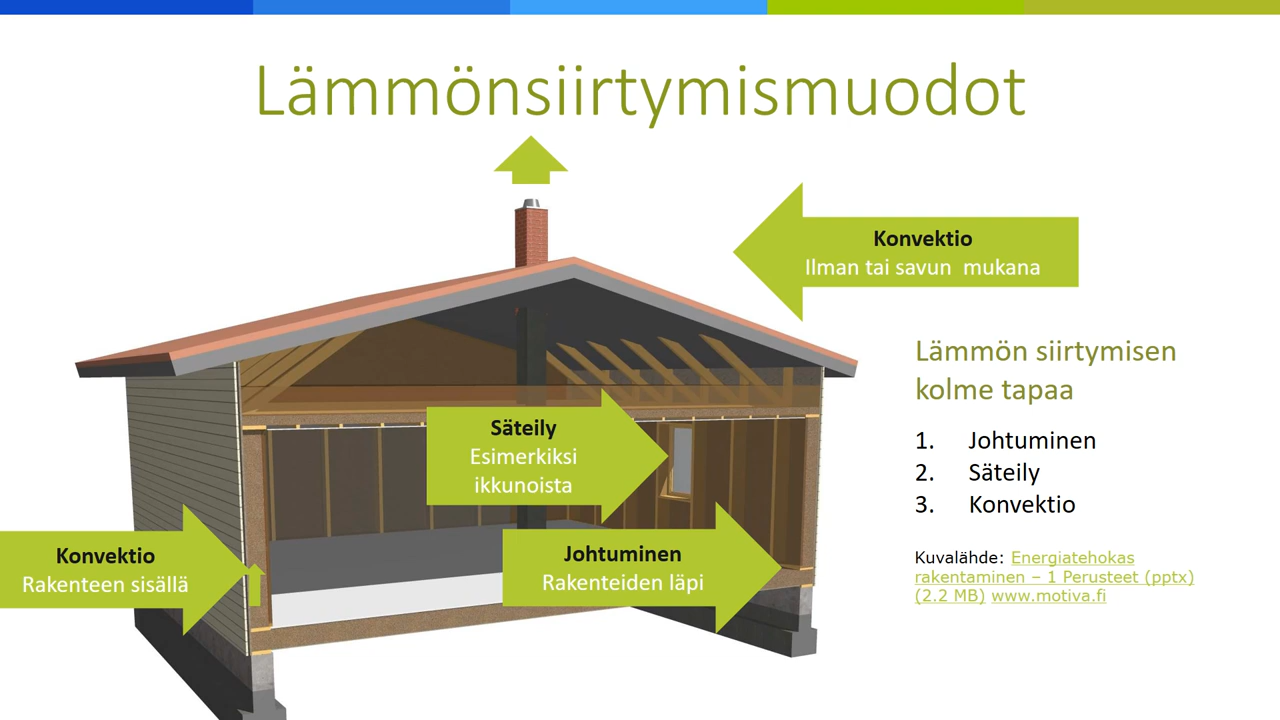 Lämmönsiirtymismuodot
Konvektio
Ilman tai savun mukana
Säteily
Esimerkiksi
ikkunoista
Konvektio
Rakenteen sisällä
Johtuminen
Rakenteiden läpi
Lämmön siirtymisen
kolme tapaa
1. Johtuminen
2. Säteily
3. Konvektio
Kuvalähde: Energiatehokas
rakentaminen – 1 Perusteet (pptx)
(2.2 MB) www.motiva.fi